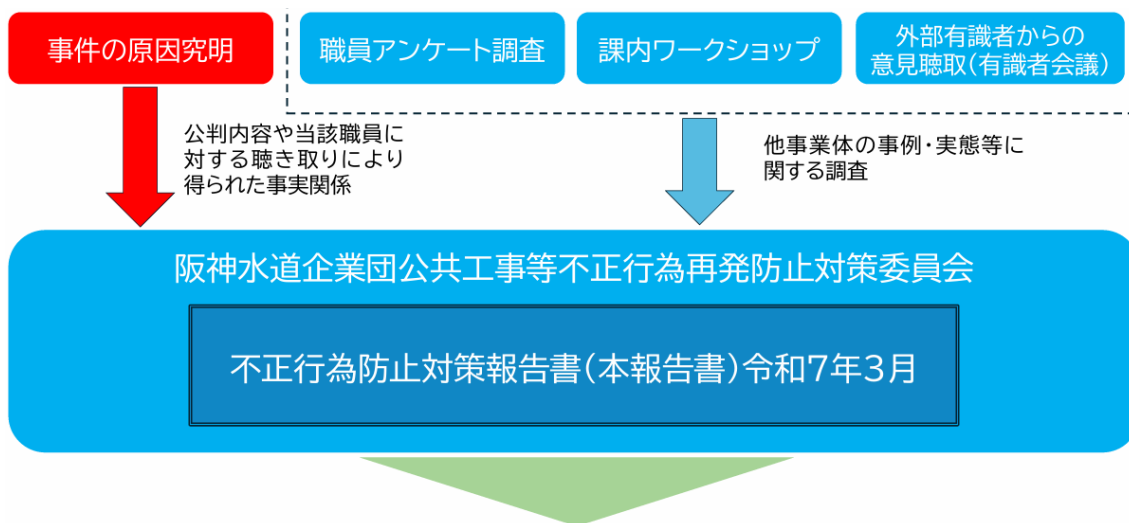 事件の原因究明
職員アンケート調査
課内ワークショップ
外部有識者からの
意見聴取(有識者会議)
公判内容や当該職員に
対する聴き取りにより
得られた事実関係
他事業体の事例・実態等に
関する調査
阪神水道企業団公共工事等不正行為再発防止対策委員会
不正行為防止対策報告書(本報告書)令和7年3月